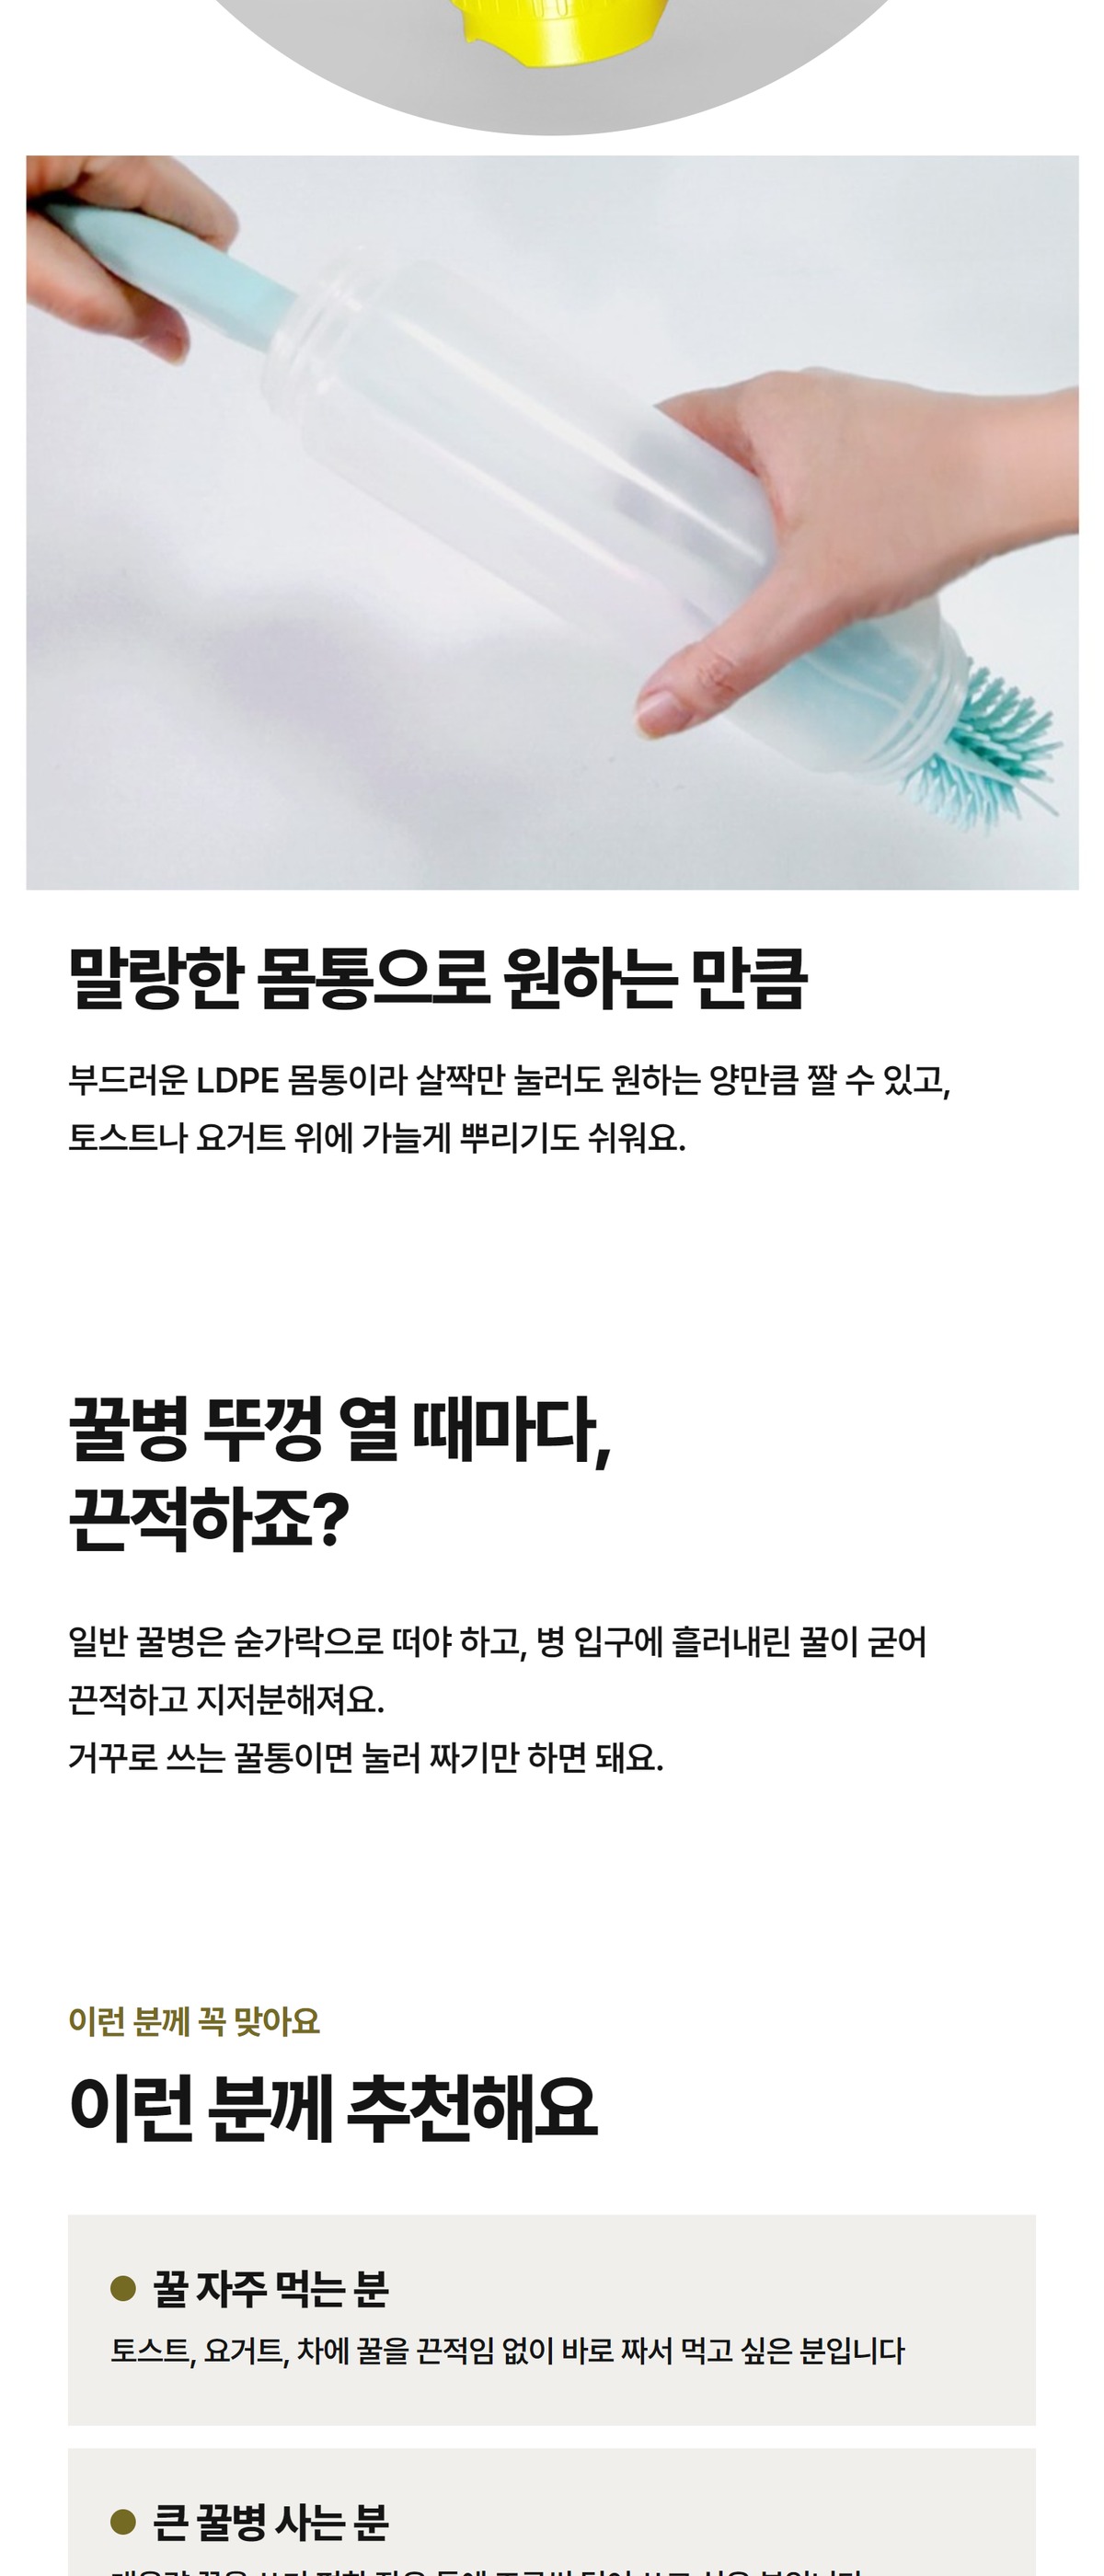 말랑한 몸통으로 원하는 만큼
부드러운 LDPE 몸통이라 살짝만 눌러도 원하는 양만큼 짤 수 있고,
토스트나 요거트 위에 가늘게 뿌리기도 쉬워요.
꿀병 뚜껑 열 때마다,
끈적하죠?
일반 꿀병은 숟가락으로 떠야 하고, 병 입구에 흘러내린 꿀이 굳어
끈적하고 지저분해져요.
거꾸로 쓰는 꿀통이면 눌러 짜기만 하면 돼요.
이런 분께 꼭 맞아요
이런 분께 추천해요
꿀 자주 먹는 분
토스트, 요거트, 차에 꿀을 끈적임 없이 바로 짜서 먹고 싶은 분입니다
큰 꿀병 사는 분